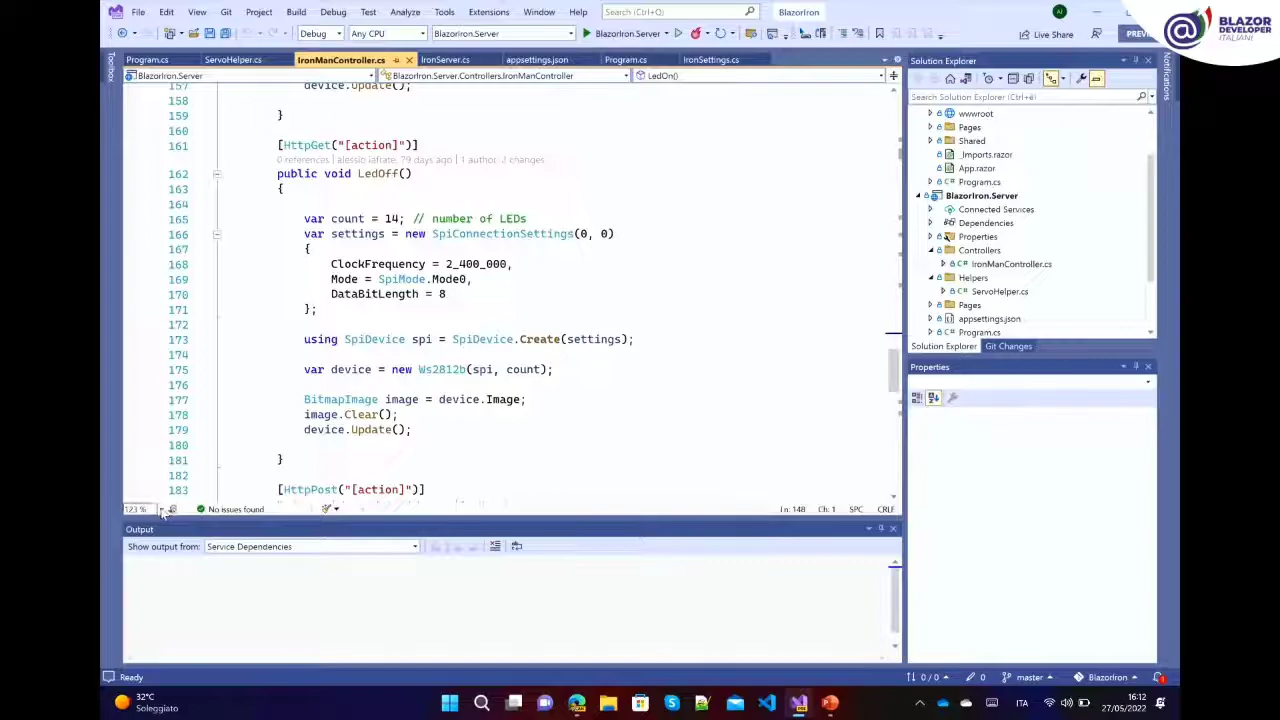 File Edit View Git Project Build Debug Test Analyze Tools Extensions Window Help Search (Ctrl+Q) BlazorIron AI
BLAZOR
DEVELOPER
ITALIANI
Debug Any CPU BlazorIron.Server BlazorIron.Server Live Share PREV
Program.cs ServoHelper.cs IronManController.cs IronServer.cs appsettings.json Program.cs IronSettings.cs
BlazorIron.Server BlazorIron.Server.Controllers.IronManController LedOn()
Toolbox
157 device.Update();
158
159 }
160
161 [HttpGet("[action]")]
0 references | alessio iafrate, 79 days ago | 1 author, 2 changes
162 public void LedOff()
163 {
164
165 var count = 14; // number of LEDs
166 var settings = new SpiConnectionSettings(0, 0)
167 {
168 ClockFrequency = 2_400_000,
169 Mode = SpiMode.Mode0,
170 DataBitLength = 8
171 };
172
173 using SpiDevice spi = SpiDevice.Create(settings);
174
175 var device = new Ws2812b(spi, count);
176
177 BitmapImage image = device.Image;
178 image.Clear();
179 device.Update();
180
181 }
182
183 [HttpPost("[action]")]
123 % No issues found Ln: 148 Ch: 1 SPC CRLF
Output
Show output from: Service Dependencies
Solution Explorer
Search Solution Explorer (Ctrl+è)
wwwroot
Pages
Shared
_Imports.razor
App.razor
C# Program.cs
BlazorIron.Server
Connected Services
Dependencies
Properties
Controllers
C# IronManController.cs
Helpers
C# ServoHelper.cs
Pages
appsettings.json
C# Program.cs
Solution Explorer Git Changes
Properties
Notifications
Ready 0 / 0 0 master BlazorIron 1
32°C
Soleggiato
ITA
16:12
27/05/2022